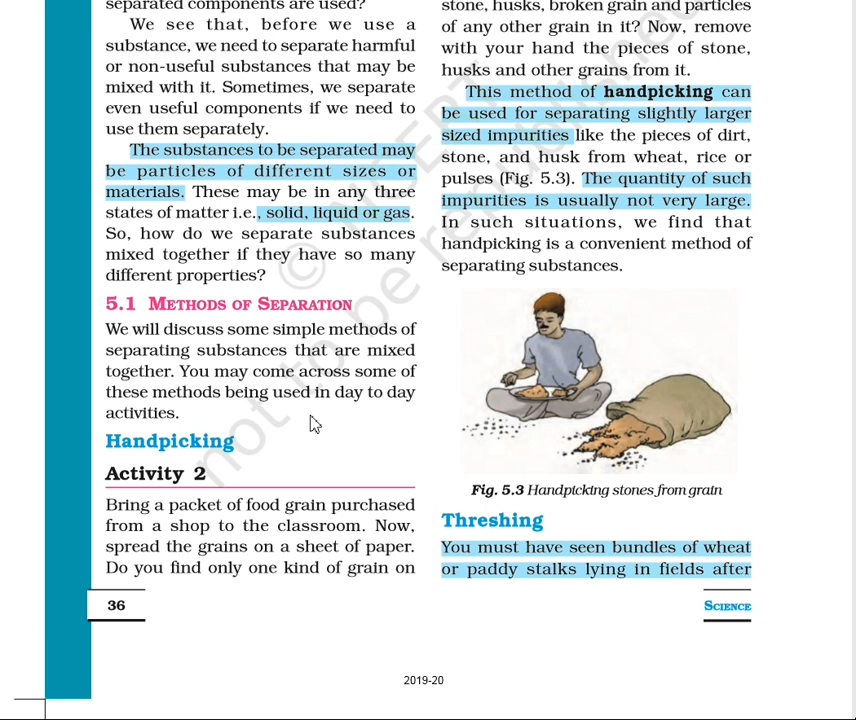 separated components are used?
We see that, before we use a
substance, we need to separate harmful
or non-useful substances that may be
mixed with it. Sometimes, we separate
even useful components if we need to
use them separately.
The substances to be separated may
be particles of different sizes or
materials. These may be in any three
states of matter i.e., solid, liquid or gas.
So, how do we separate substances
mixed together if they have so many
different properties?
5.1 METHODS OF SEPARATION
We will discuss some simple methods of
separating substances that are mixed
together. You may come across some of
these methods being used in day to day
activities.
Handpicking
Activity 2
Bring a packet of food grain purchased
from a shop to the classroom. Now,
spread the grains on a sheet of paper.
Do you find only one kind of grain on
stone, husks, broken grain and particles
of any other grain in it? Now, remove
with your hand the pieces of stone,
husks and other grains from it.
This method of handpicking can
be used for separating slightly larger
sized impurities like the pieces of dirt,
stone, and husk from wheat, rice or
pulses (Fig. 5.3). The quantity of such
impurities is usually not very large.
In such situations, we find that
handpicking is a convenient method of
separating substances.
Fig. 5.3 Handpicking stones from grain
Threshing
You must have seen bundles of wheat
or paddy stalks lying in fields after
36
SCIENCE
2019-20
© NCERT
not to be republished